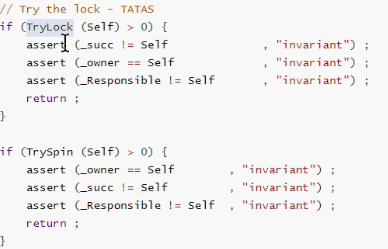 // Try the lock - TATAS
if (TryLock (Self) > 0) {
    assert (_succ != Self              , "invariant") ;
    assert (_owner == Self             , "invariant") ;
    assert (_Responsible != Self  , "invariant") ;
    return ;
}

if (TrySpin (Self) > 0) {
    assert (_owner == Self        , "invariant") ;
    assert (_succ != Self         , "invariant") ;
    assert (_Responsible != Self  , "invariant") ;
    return ;
}